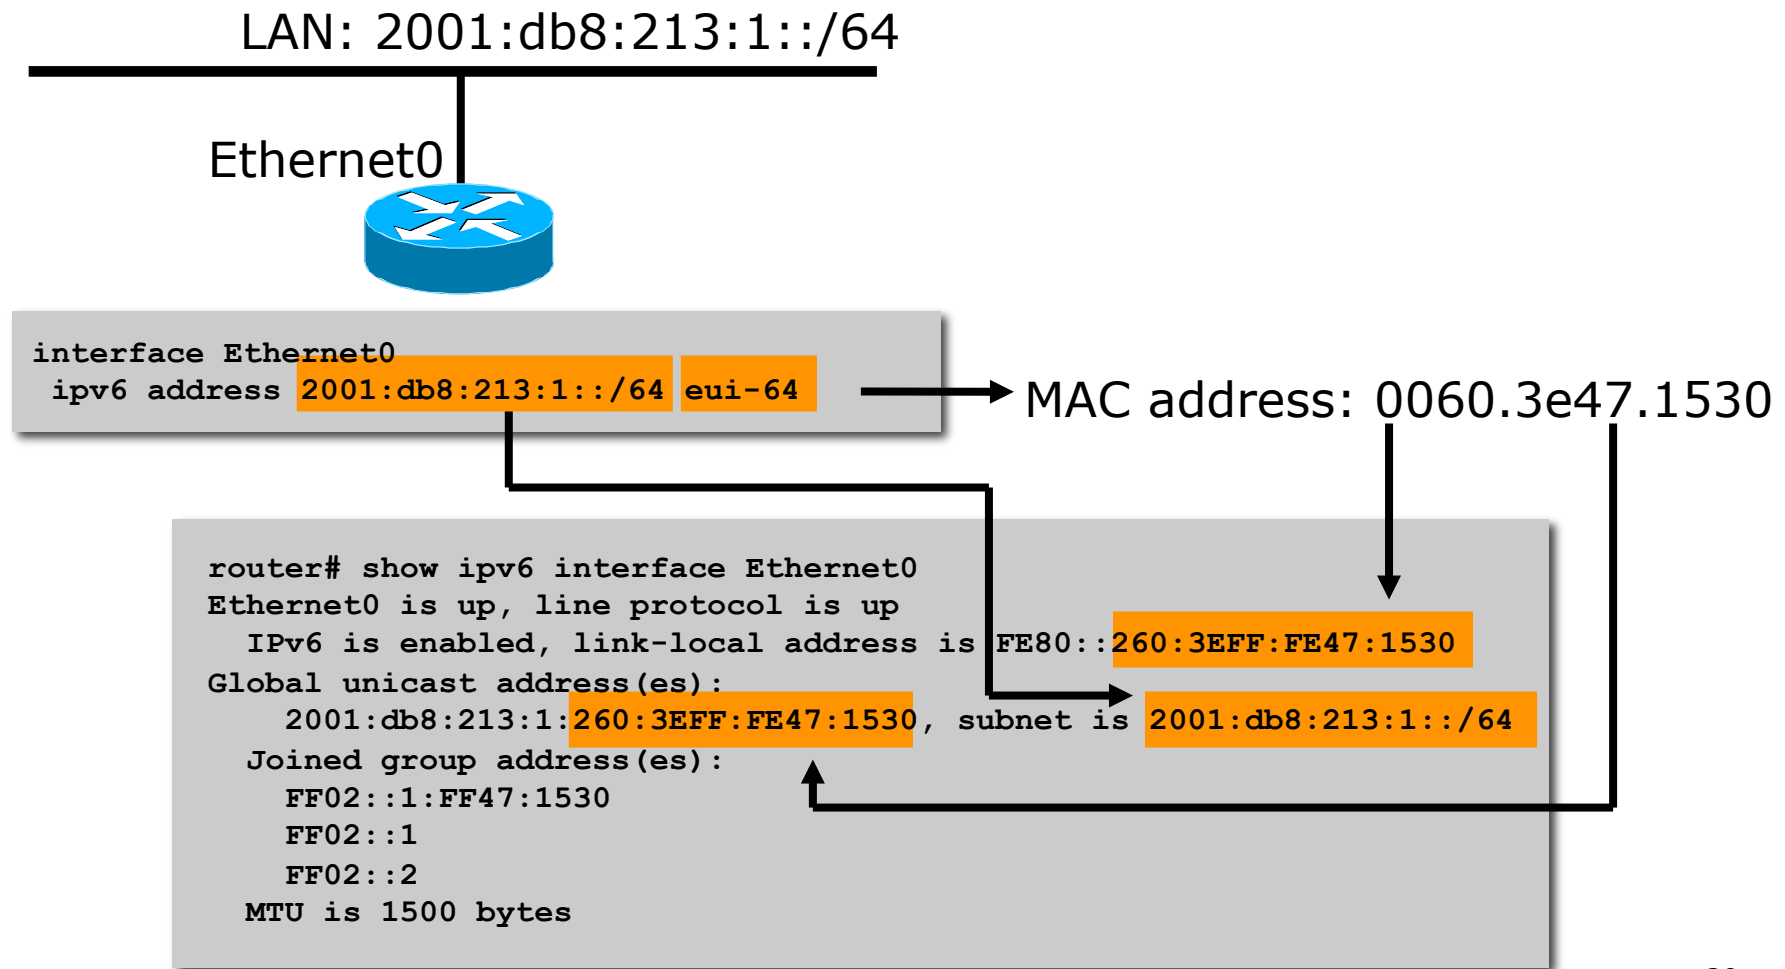 LAN: 2001:db8:213:1::/64
Ethernet0
interface Ethernet0
ipv6 address 2001:db8:213:1::/64 eui-64
MAC address: 0060.3e47.1530
router# show ipv6 interface Ethernet0
Ethernet0 is up, line protocol is up
IPv6 is enabled, link-local address is FE80::260:3EFF:FE47:1530
Global unicast address(es):
2001:db8:213:1:260:3EFF:FE47:1530, subnet is 2001:db8:213:1::/64
Joined group address(es):
FF02::1:FF47:1530
FF02::1
FF02::2
MTU is 1500 bytes